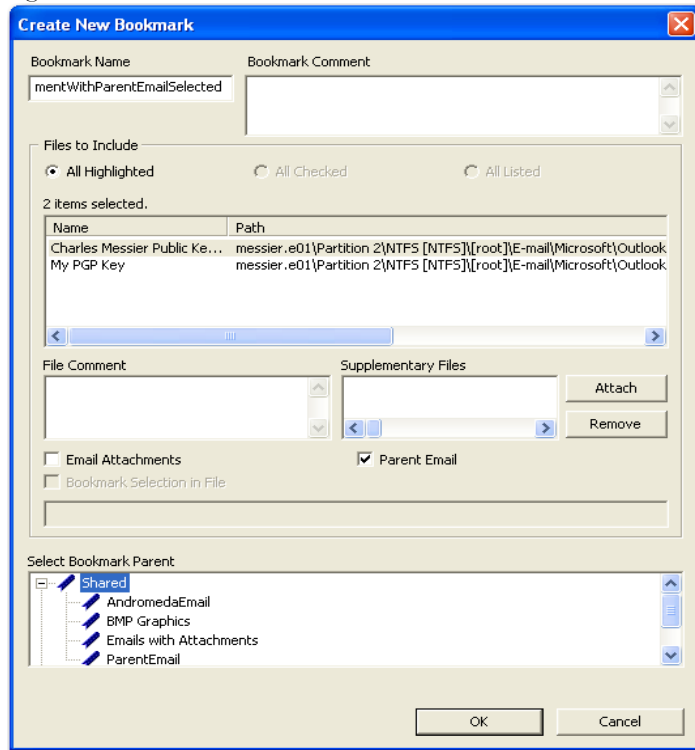 Create New Bookmark
Bookmark Name Bookmark Comment
mentWithParentEmailSelected
Files to Include
All Highlighted All Checked All Listed
2 items selected.
Name Path
Charles Messier Public Ke... messier.e01\Partition 2\NTFS [NTFS]\[root]\E-mail\Microsoft\Outlook
My PGP Key messier.e01\Partition 2\NTFS [NTFS]\[root]\E-mail\Microsoft\Outlook
File Comment Supplementary Files
Attach
Remove
Email Attachments Parent Email
Bookmark Selection in File
Select Bookmark Parent
Shared
AndromedaEmail
BMP Graphics
Emails with Attachments
ParentEmail
OK Cancel